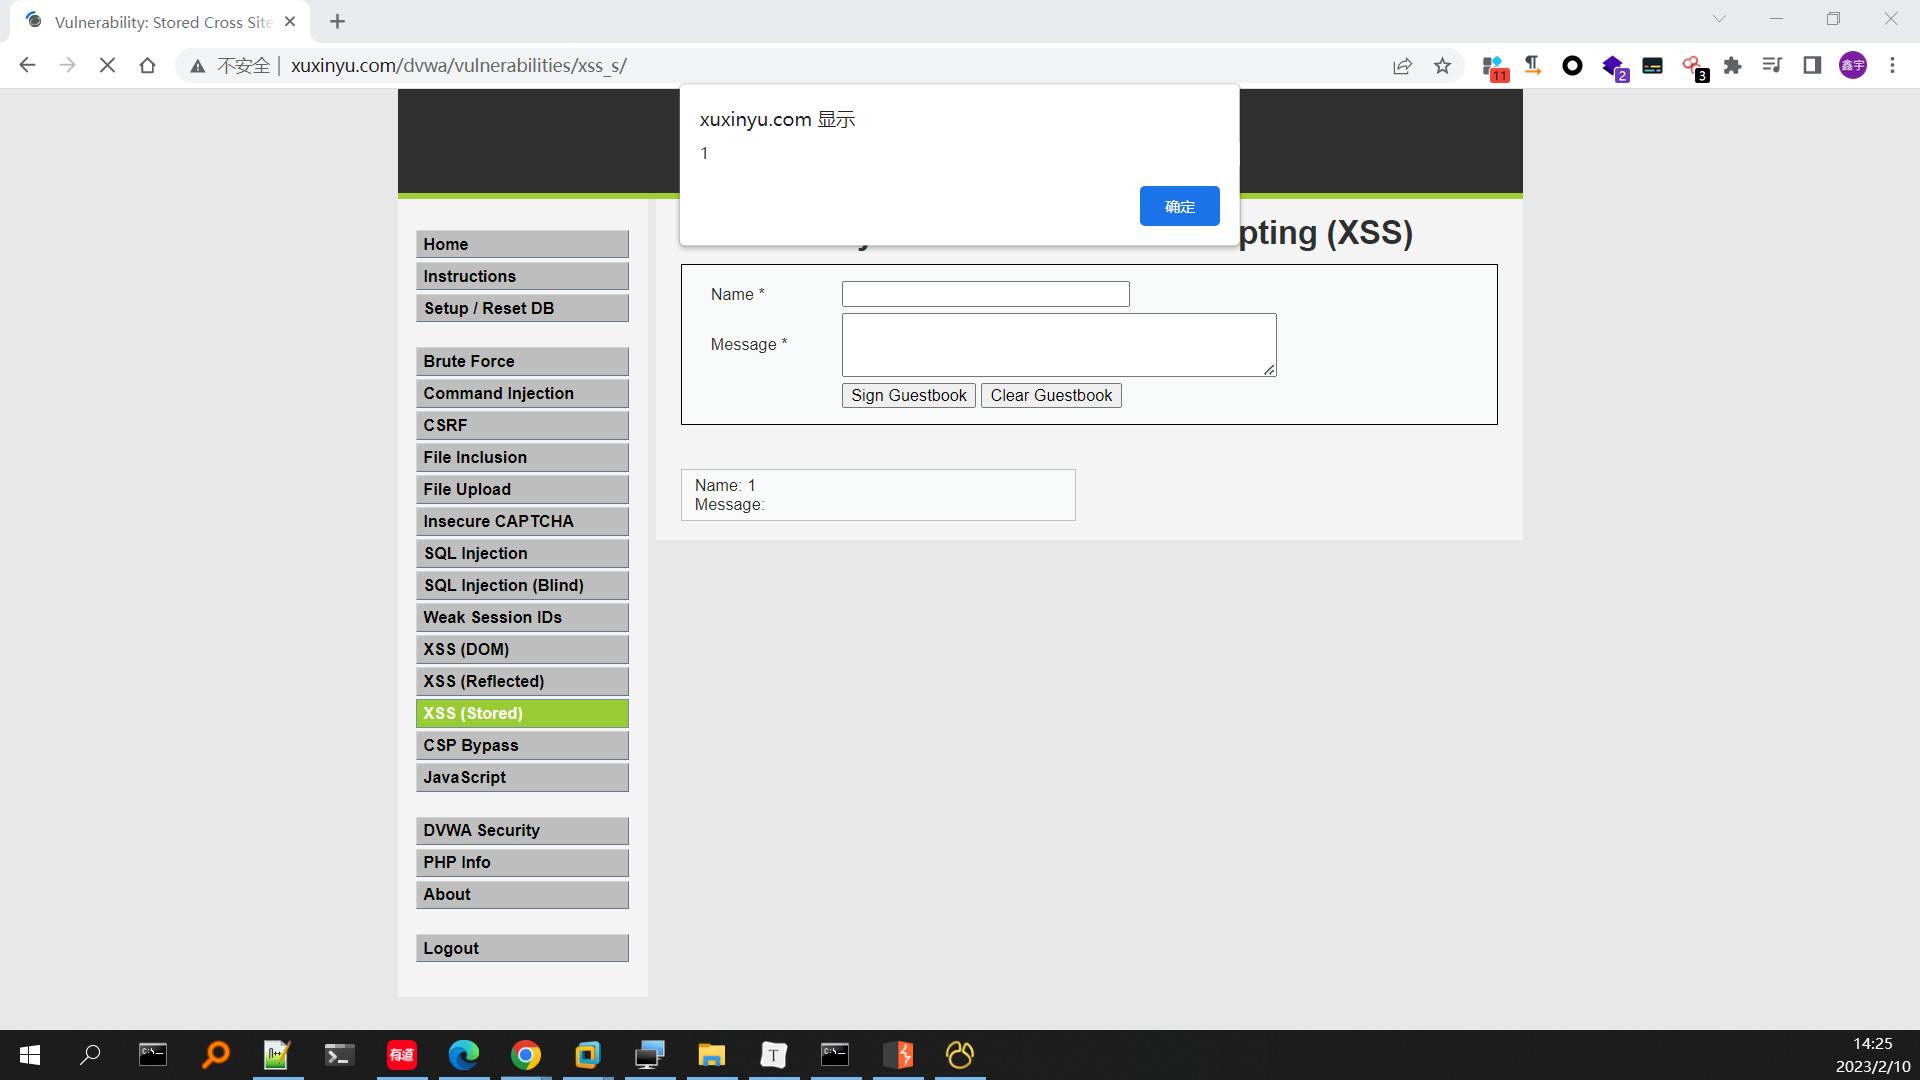 Vulnerability: Stored Cross Site
不安全 | xuxinyu.com/dvwa/vulnerabilities/xss_s/
11
2
3
鑫宇
xuxinyu.com 显示
1
确定
pting (XSS)
Home
Instructions
Setup / Reset DB
Brute Force
Command Injection
CSRF
File Inclusion
File Upload
Insecure CAPTCHA
SQL Injection
SQL Injection (Blind)
Weak Session IDs
XSS (DOM)
XSS (Reflected)
XSS (Stored)
CSP Bypass
JavaScript
DVWA Security
PHP Info
About
Logout
Name *
Message *
Sign Guestbook
Clear Guestbook
Name: 1
Message:
有道
T
14:25
2023/2/10